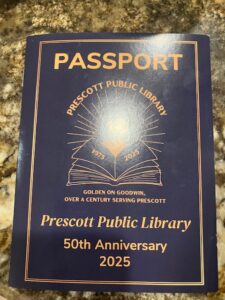 PASSPORT
PRESCOTT PUBLIC LIBRARY
1975 2025
GOLDEN ON GOODWIN,
OVER A CENTURY SERVING PRESCOTT
Prescott Public Library
50th Anniversary
2025